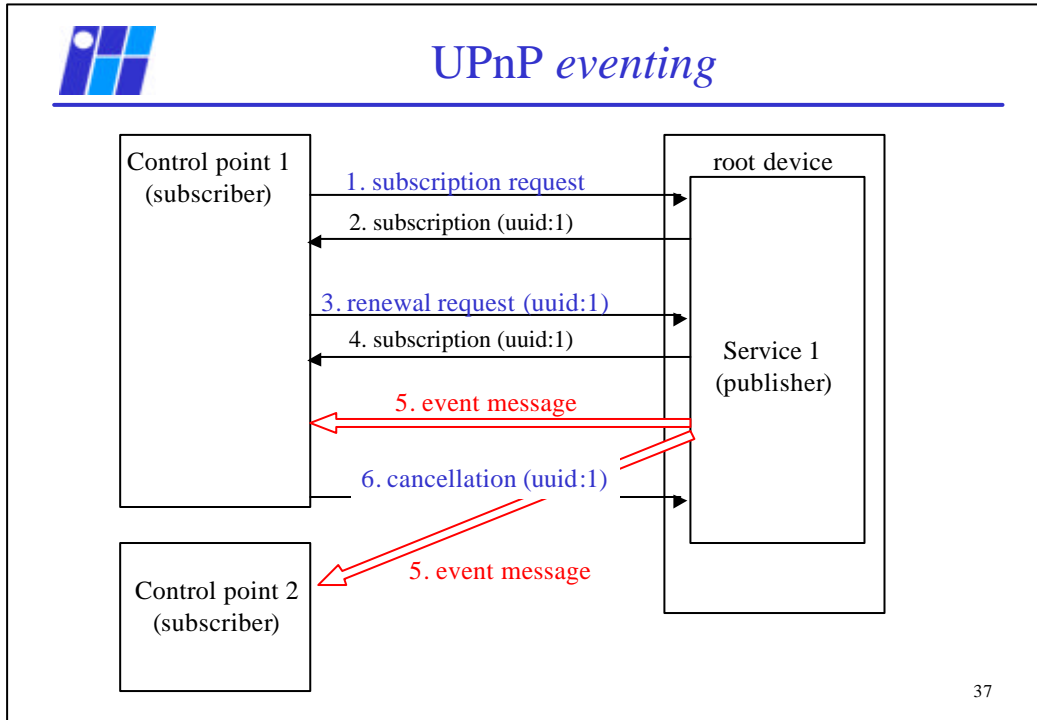 UPnP eventing
Control point 1
(subscriber)
root device
1. subscription request
2. subscription (uuid:1)
3. renewal request (uuid:1)
4. subscription (uuid:1)
Service 1
(publisher)
5. event message
6. cancellation (uuid:1)
5. event message
Control point 2
(subscriber)
37